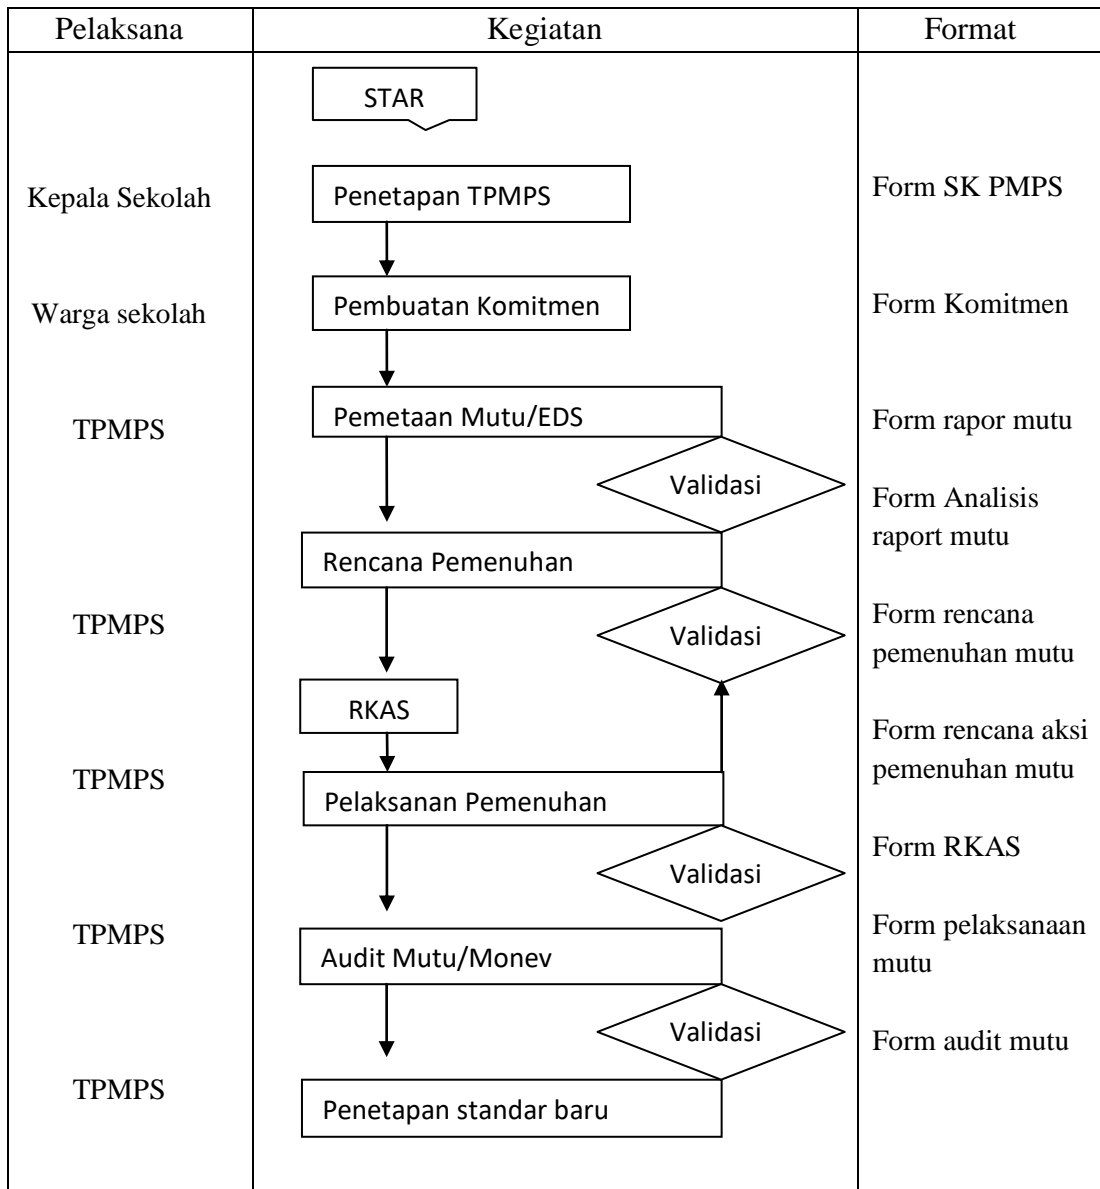 Pelaksana
Kegiatan
Format
STAR
Kepala Sekolah
Penetapan TPMPS
Form SK PMPS
Warga sekolah
Pembuatan Komitmen
Form Komitmen
TPMPS
Pemetaan Mutu/EDS
Form rapor mutu
Validasi
Form Analisis
raport mutu
Rencana Pemenuhan
TPMPS
Validasi
Form rencana
pemenuhan mutu
RKAS
Form rencana aksi
pemenuhan mutu
TPMPS
Pelaksanan Pemenuhan
Form RKAS
Validasi
TPMPS
Audit Mutu/Monev
Form pelaksanaan
mutu
Validasi
Form audit mutu
TPMPS
Penetapan standar baru